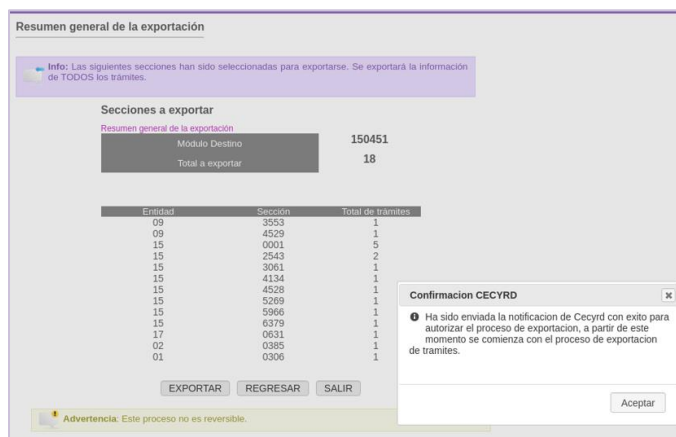 Resumen general de la exportación
Info: Las siguientes secciones han sido seleccionadas para exportarse. Se exportará la información
de TODOS los trámites.
Secciones a exportar
Resumen general de la exportación
Módulo Destino 150451
Total a exportar 18
Entidad Sección Total de trámites
09 3553 1
09 4529 1
15 0001 5
15 2543 2
15 3061 1
15 4134 1
15 4528 1
15 5269 1
15 5966 1
15 6379 1
17 0631 1
02 0385 1
01 0306 1
Confirmacion CECYRD
Ha sido enviada la notificacion de Cecyrd con exito para
autorizar el proceso de exportacion, a partir de este
momento se comienza con el proceso de exportacion
de tramites.
Aceptar
EXPORTAR REGRESAR SALIR
Advertencia: Este proceso no es reversible.